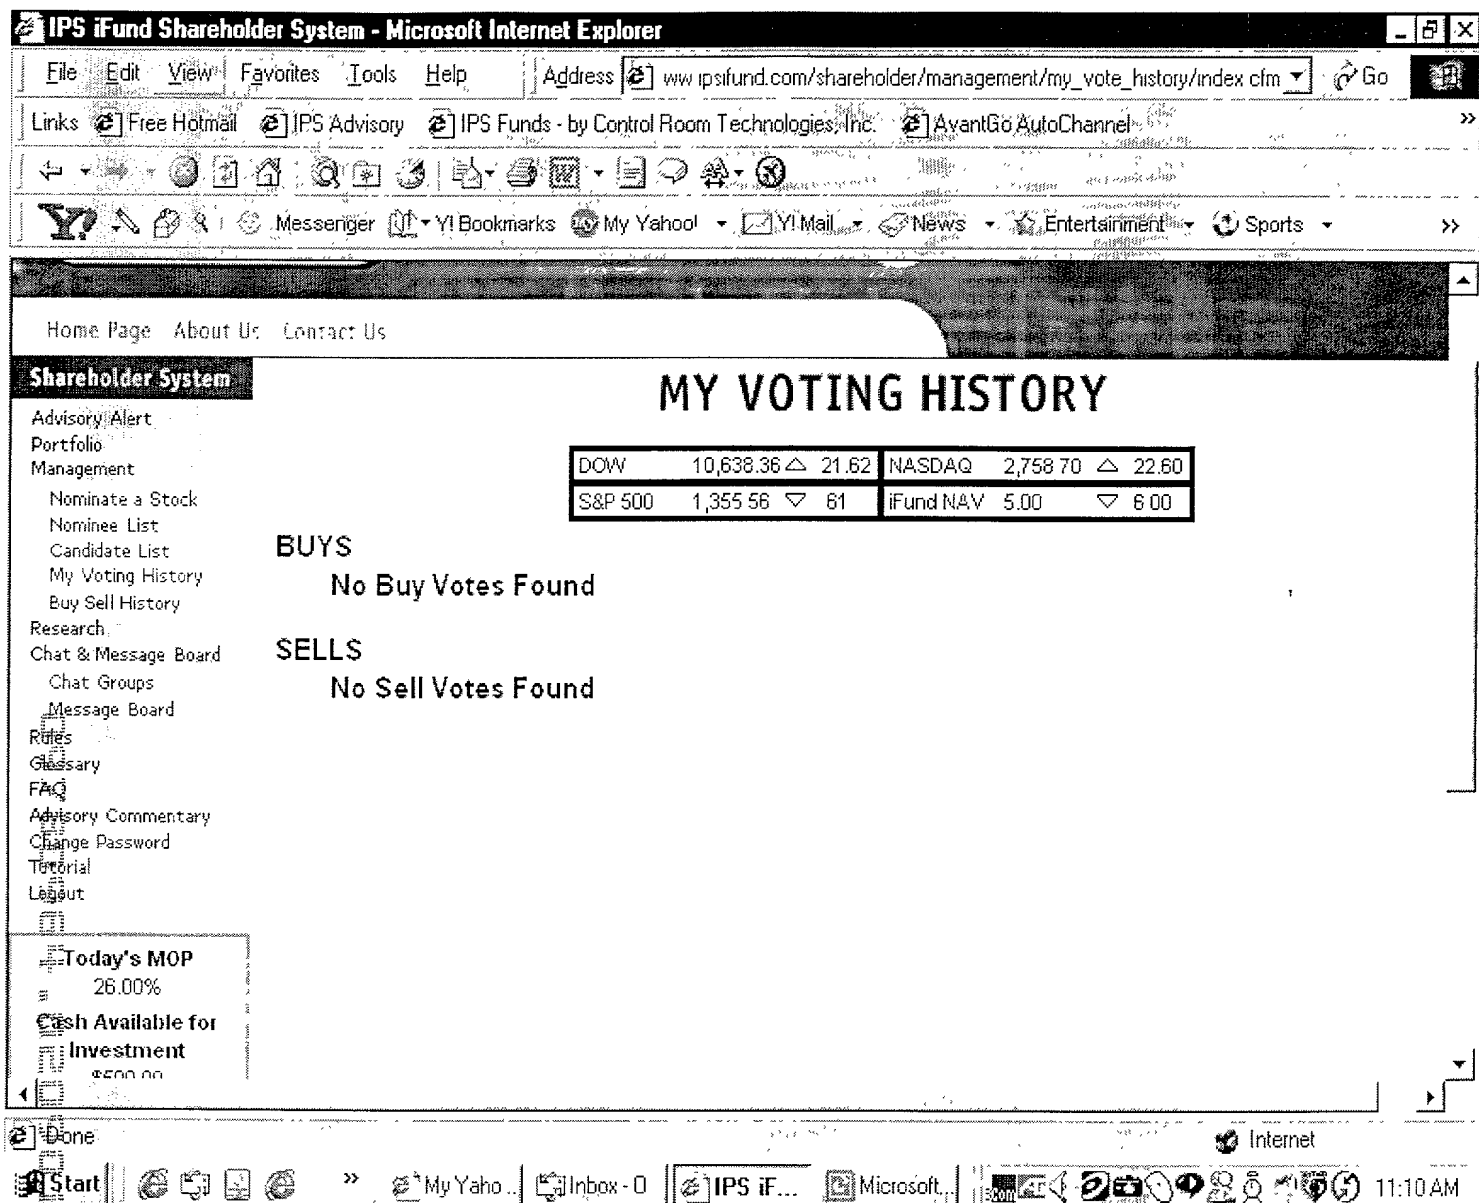 IPS iFund Shareholder System - Microsoft Internet Explorer
File Edit View Favorites Tools Help Address ww ipsifund.com/shareholder/management/my_vote_history/index cfm Go
Links Free Hotmail IPS Advisory IPS Funds - by Control Room Technologies, Inc. AvantGo AutoChannel »
Y! Messenger Y! Bookmarks My Yahoo! Y! Mail News Entertainment Sports »
Home Page About Us Contact Us
Shareholder System
MY VOTING HISTORY
Advisory Alert
Portfolio
Management
Nominate a Stock
Nominee List
Candidate List
My Voting History
Buy Sell History
Research
Chat & Message Board
Chat Groups
Message Board
Rules
Glossary
FAQ
Advisory Commentary
Change Password
Tutorial
Logout
DOW 10,638.36 △ 21.62 NASDAQ 2,758 70 △ 22.60
S&P 500 1,355 56 ▽ 61 iFund NAV 5.00 ▽ 6 00
BUYS
No Buy Votes Found
SELLS
No Sell Votes Found
Today's MOP
26.00%
Cash Available for
Investment
Done Internet
Start » My Yaho... Inbox - O IPS iF... Microsoft... 11:10 AM